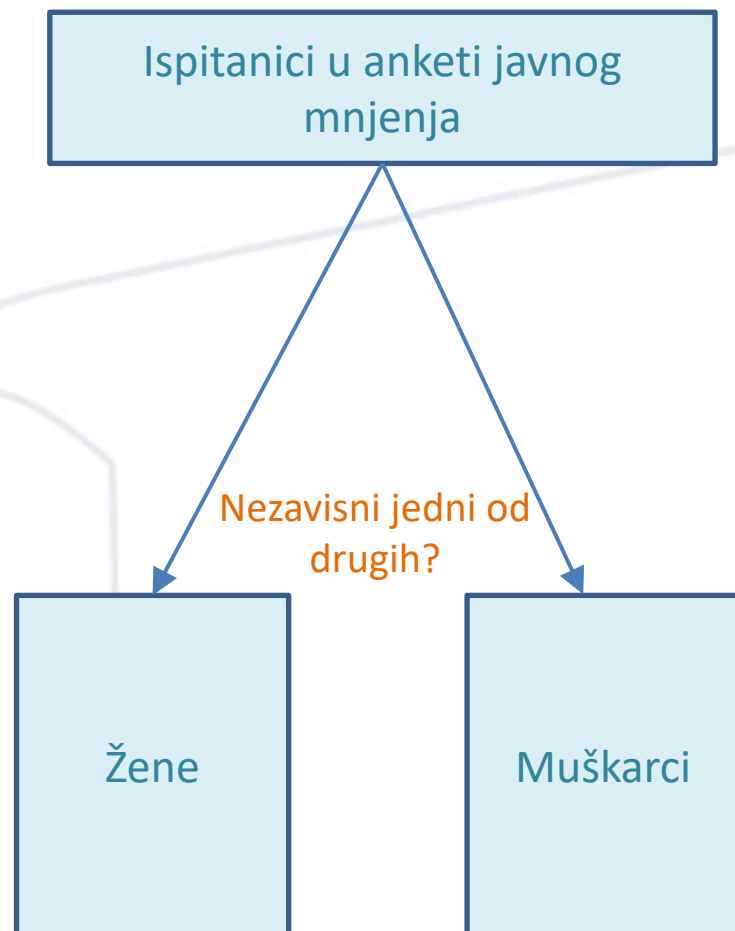 Ispitanici u anketi javnog
mnjenja
Nezavisni jedni od
drugih?
Žene
Muškarci